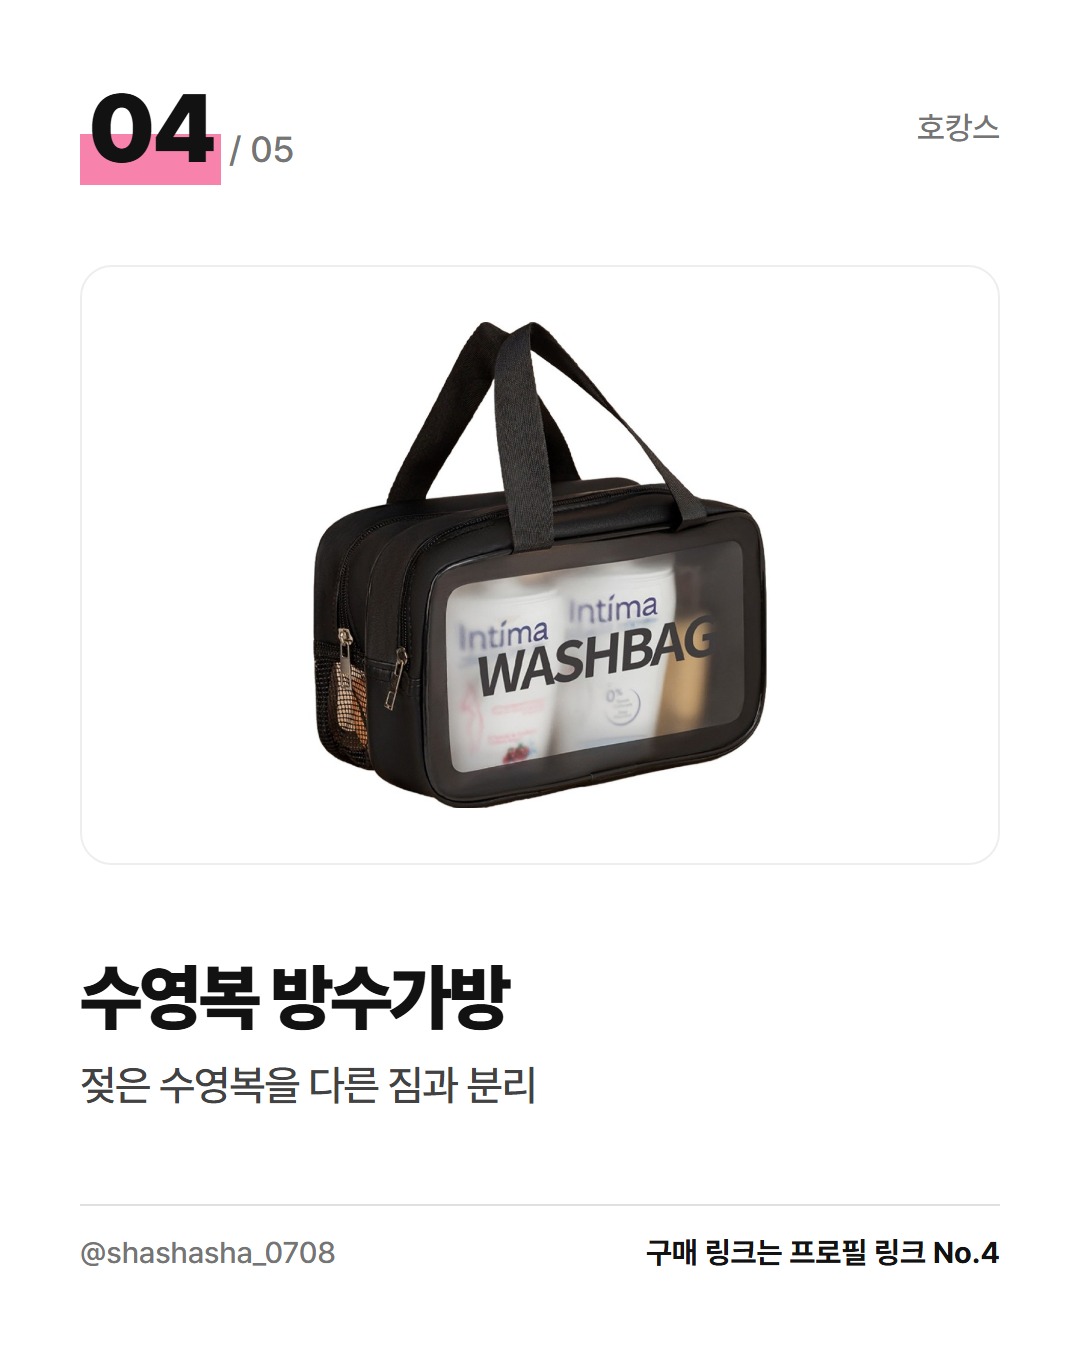 04 / 05
호캉스
Intíma
Intíma
WASHBAG
0%
수영복 방수가방
젖은 수영복을 다른 짐과 분리
@shashasha_0708
구매 링크는 프로필 링크 No.4